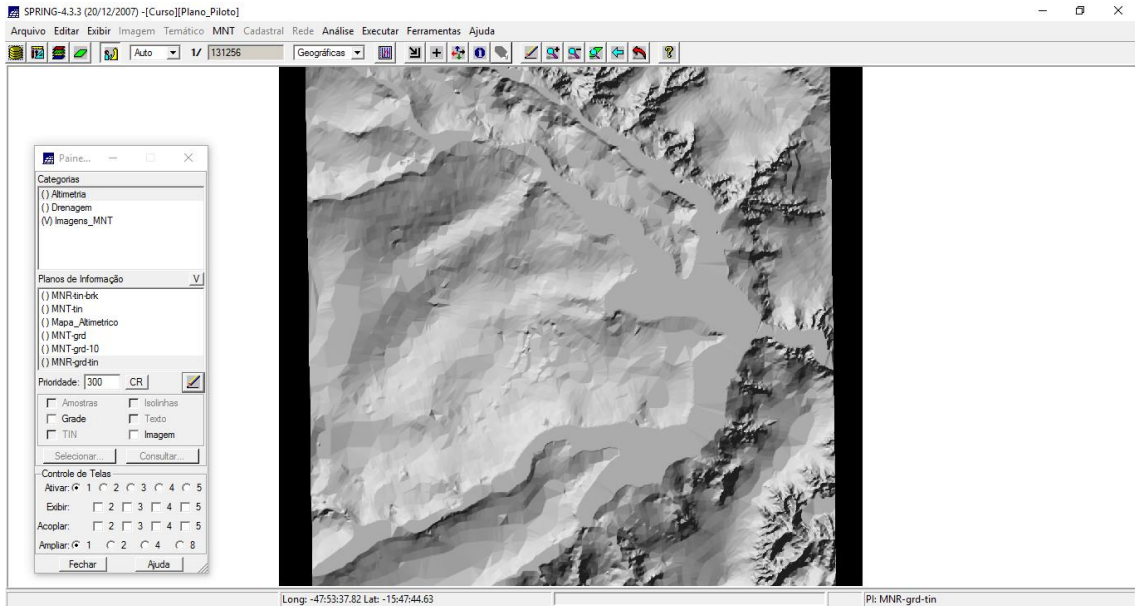 SPRING-4.3.3 (20/12/2007) -[Curso][Plano_Piloto]
Arquivo Editar Exibir Imagem Temático MNT Cadastral Rede Análise Executar Ferramentas Ajuda
Auto 1/ 131256 Geográficas
Paine...
Categorias
( ) Altimetria
( ) Drenagem
(V) Imagens_MNT
Planos de Informação V
( ) MNR-tin-brk
( ) MNT-tin
( ) Mapa_Altimetrico
( ) MNT-grd
( ) MNT-grd-10
( ) MNR-grd-tin
Prioridade: 300 CR
Amostras Isolinhas
Grade Texto
TIN Imagem
Selecionar... Consultar...
Controle de Telas
Ativar: 1 2 3 4 5
Exibir: 2 3 4 5
Acoplar: 2 3 4 5
Ampliar: 1 2 4 8
Fechar Ajuda
Long: -47:53:37.82 Lat: -15:47:44.63 PI: MNR-grd-tin